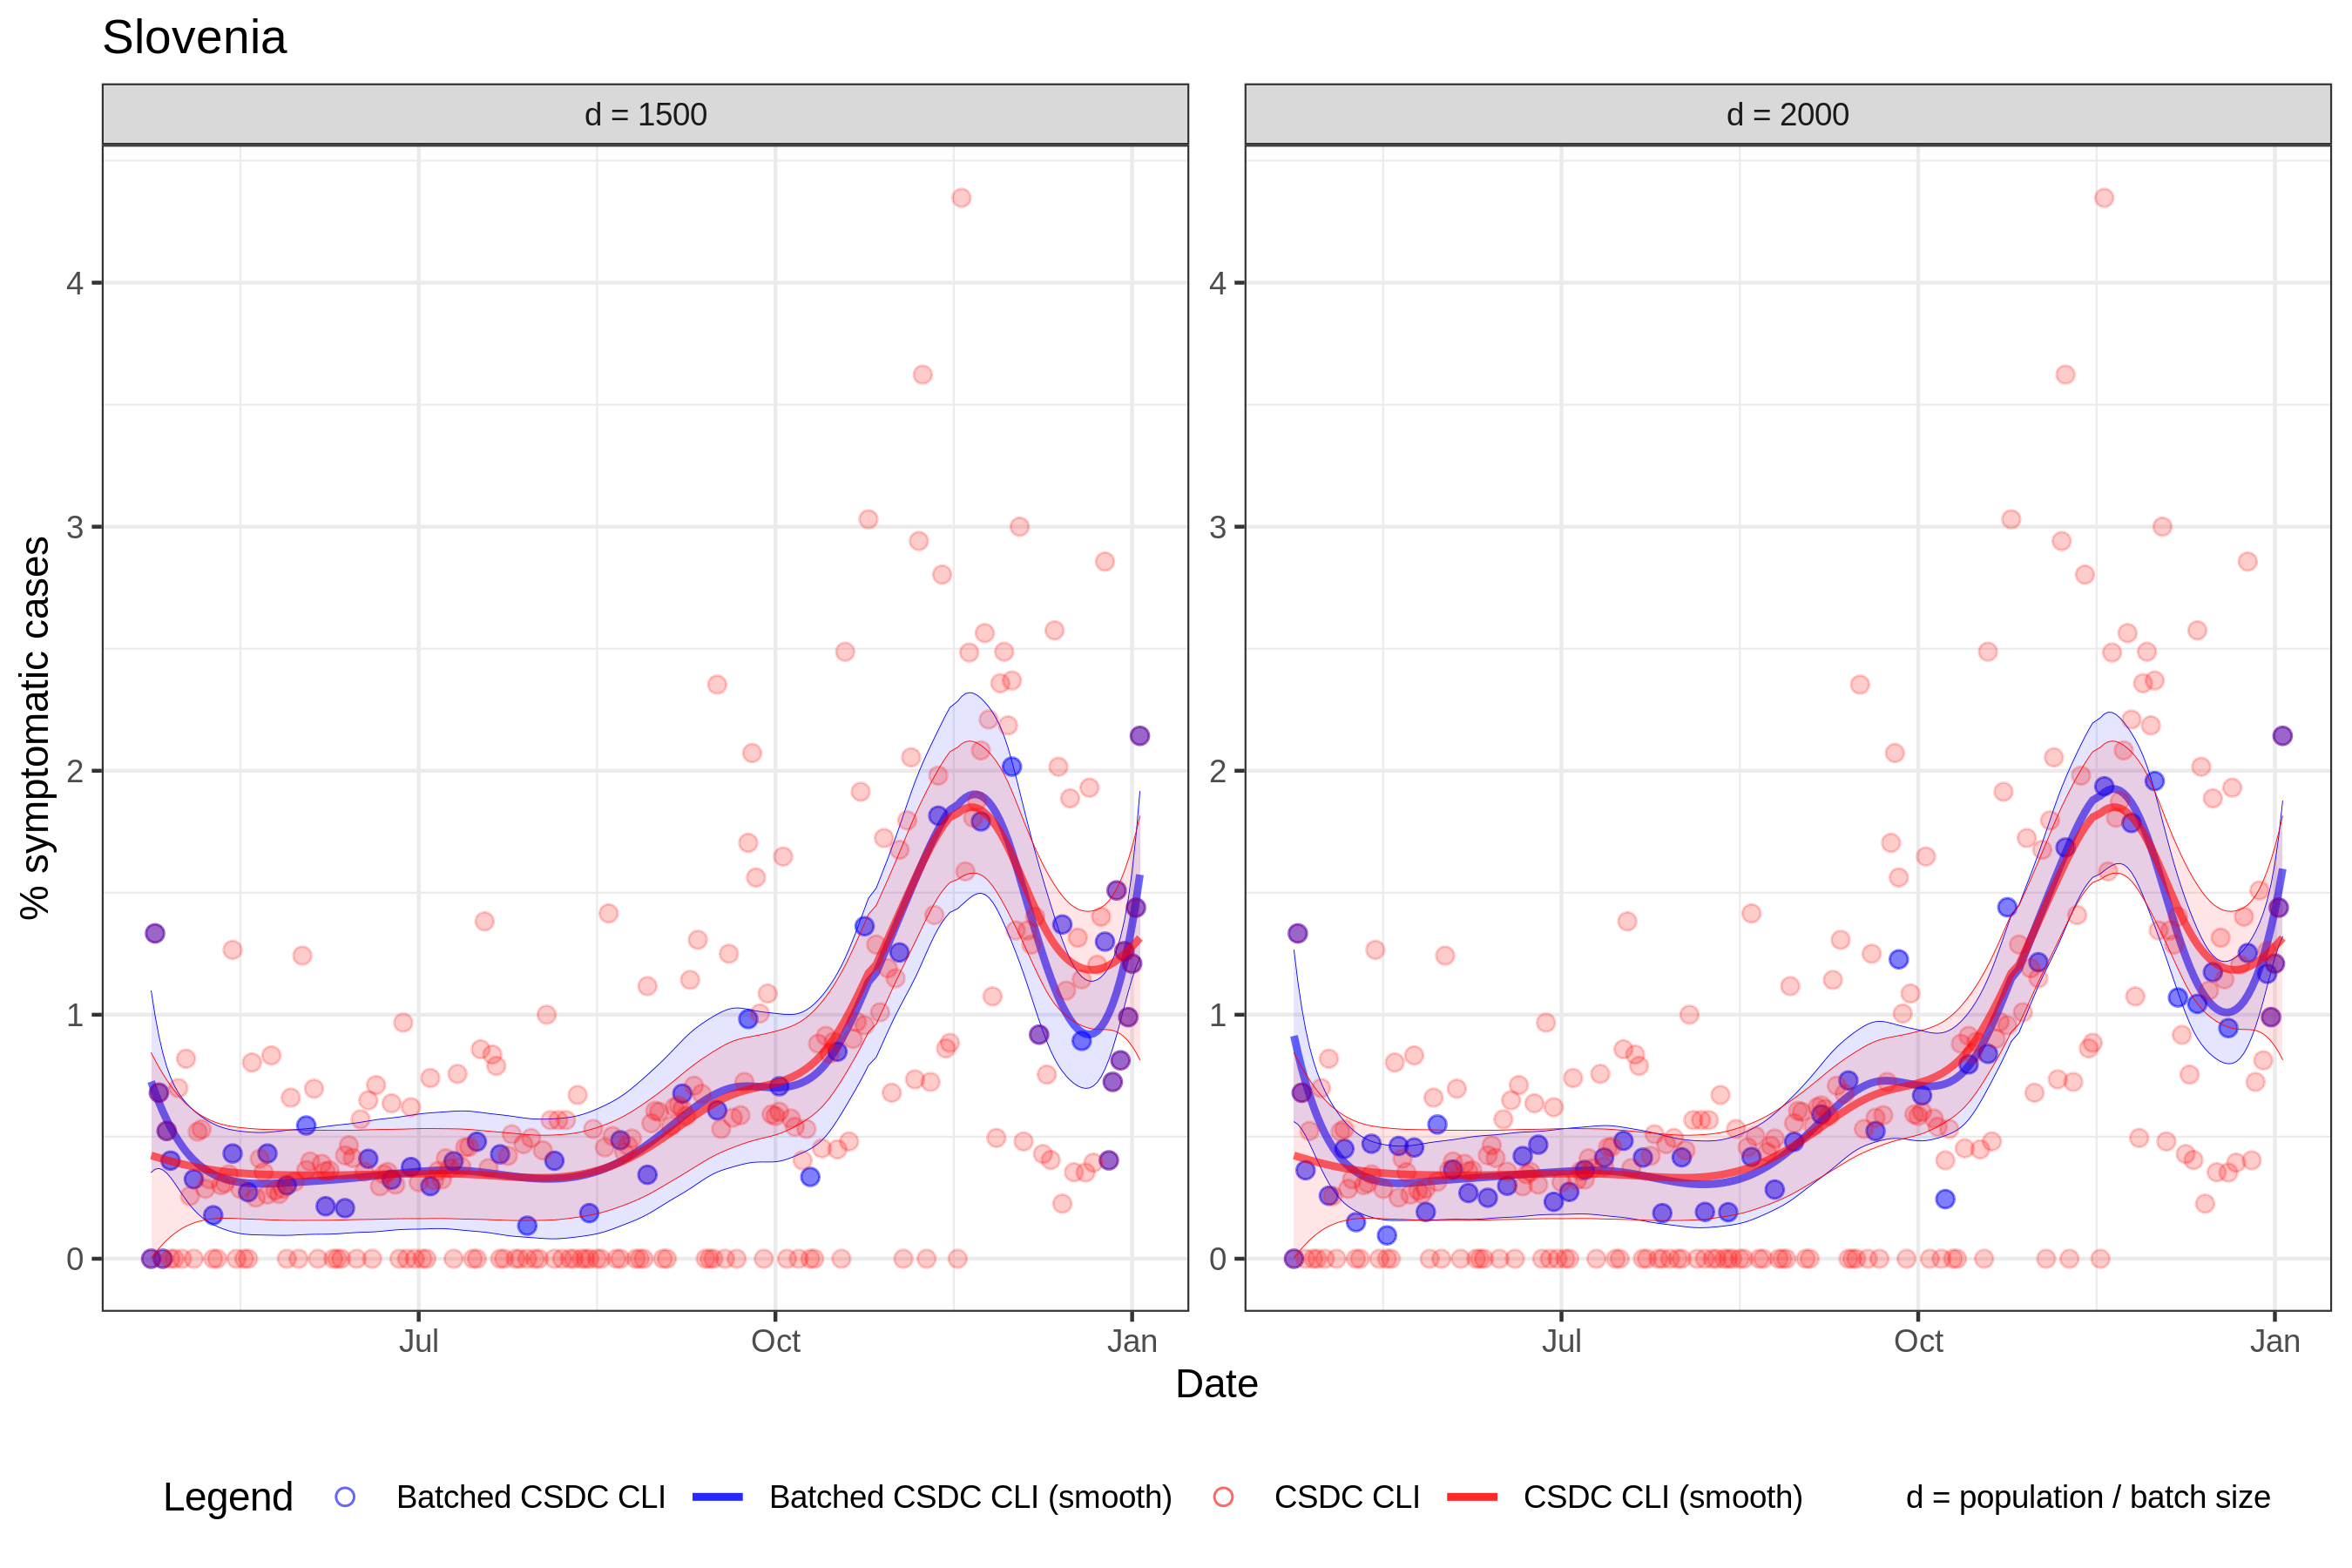 Slovenia
d = 1500
d = 2000
% symptomatic cases
4
3
2
1
0
4
3
2
1
0
Jul
Oct
Jan
Jul
Oct
Jan
Date
Legend Batched CSDC CLI Batched CSDC CLI (smooth) CSDC CLI CSDC CLI (smooth) d = population / batch size